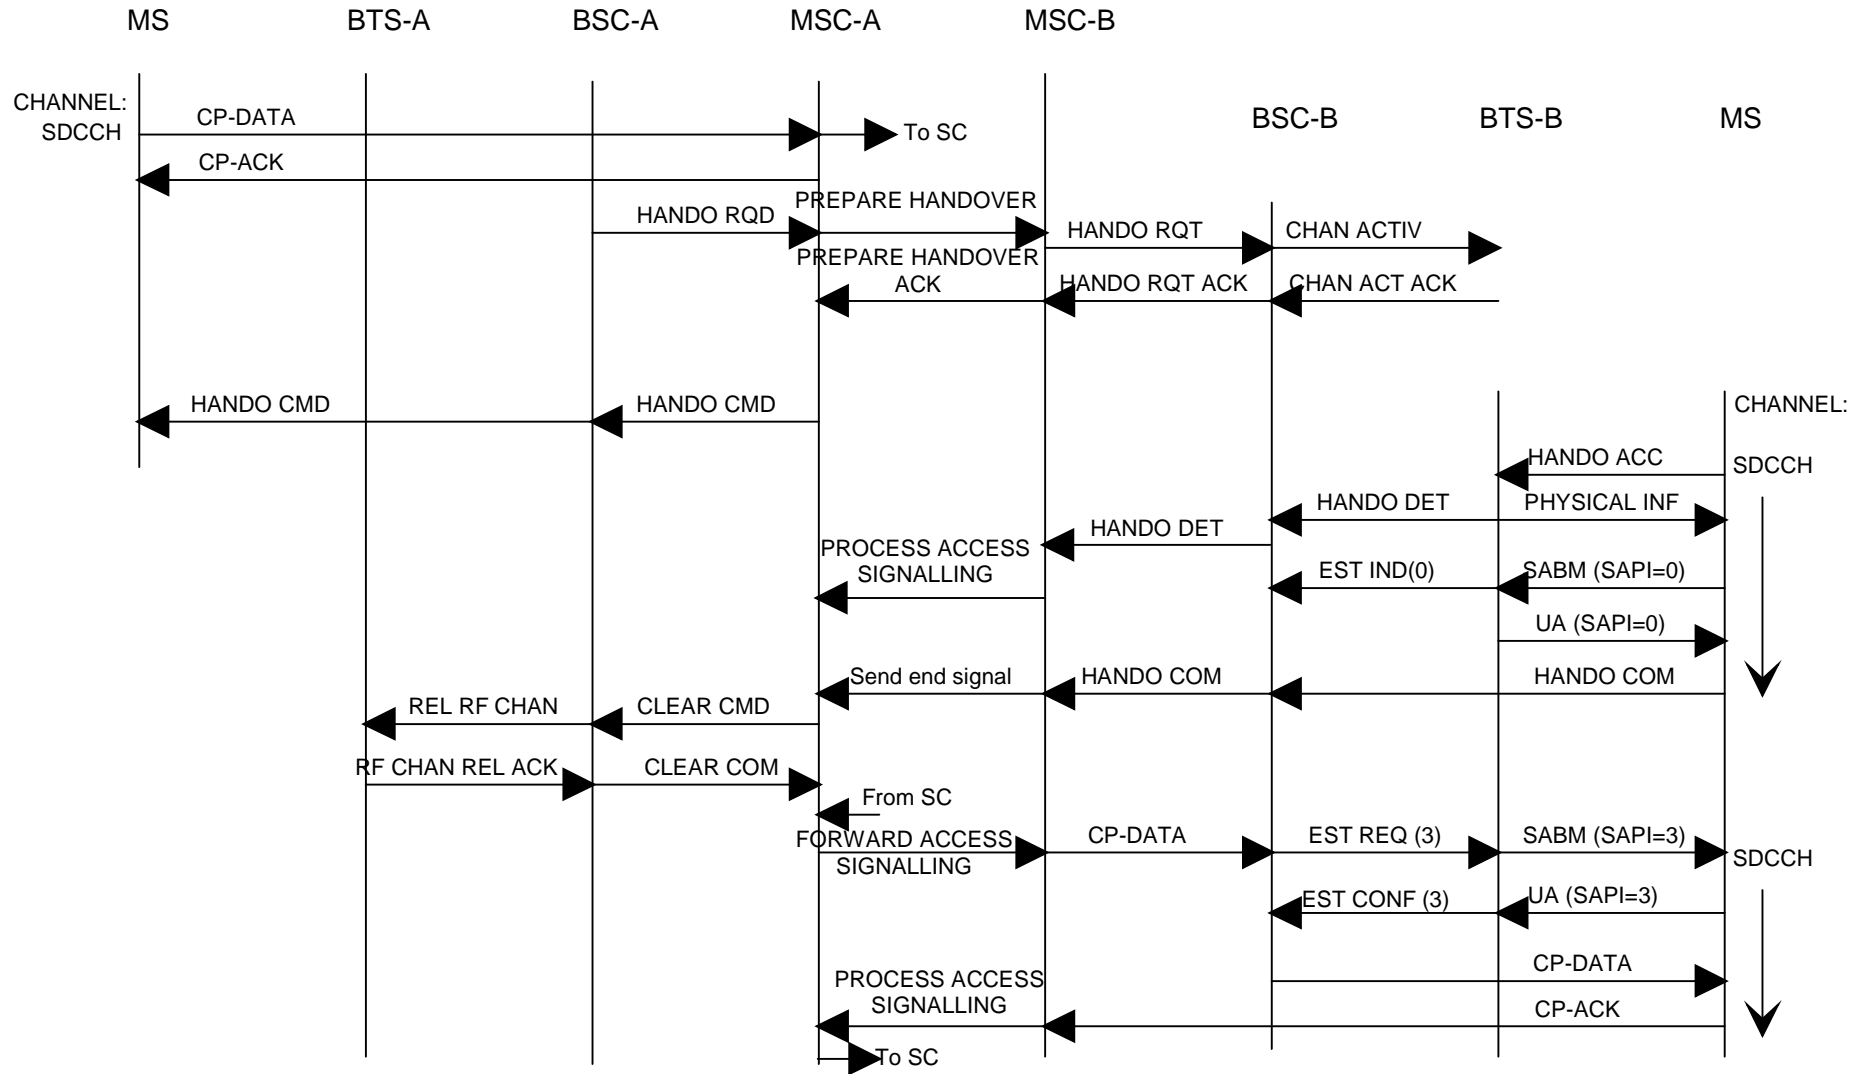 MS BTS-A BSC-A MSC-A MSC-B
CHANNEL:
SDCCH
BSC-B BTS-B MS
CP-DATA
To SC
CP-ACK
PREPARE HANDOVER
HANDO RQD
HANDO RQT
CHAN ACTIV
PREPARE HANDOVER
ACK
HANDO RQT ACK
CHAN ACT ACK
HANDO CMD
HANDO CMD
CHANNEL:
HANDO ACC
SDCCH
HANDO DET
PHYSICAL INF
HANDO DET
PROCESS ACCESS
SIGNALLING
EST IND(0)
SABM (SAPI=0)
UA (SAPI=0)
Send end signal
HANDO COM
HANDO COM
REL RF CHAN
CLEAR CMD
RF CHAN REL ACK
CLEAR COM
From SC
FORWARD ACCESS
SIGNALLING
CP-DATA
EST REQ (3)
SABM (SAPI=3)
SDCCH
EST CONF (3)
UA (SAPI=3)
CP-DATA
PROCESS ACCESS
SIGNALLING
CP-ACK
To SC